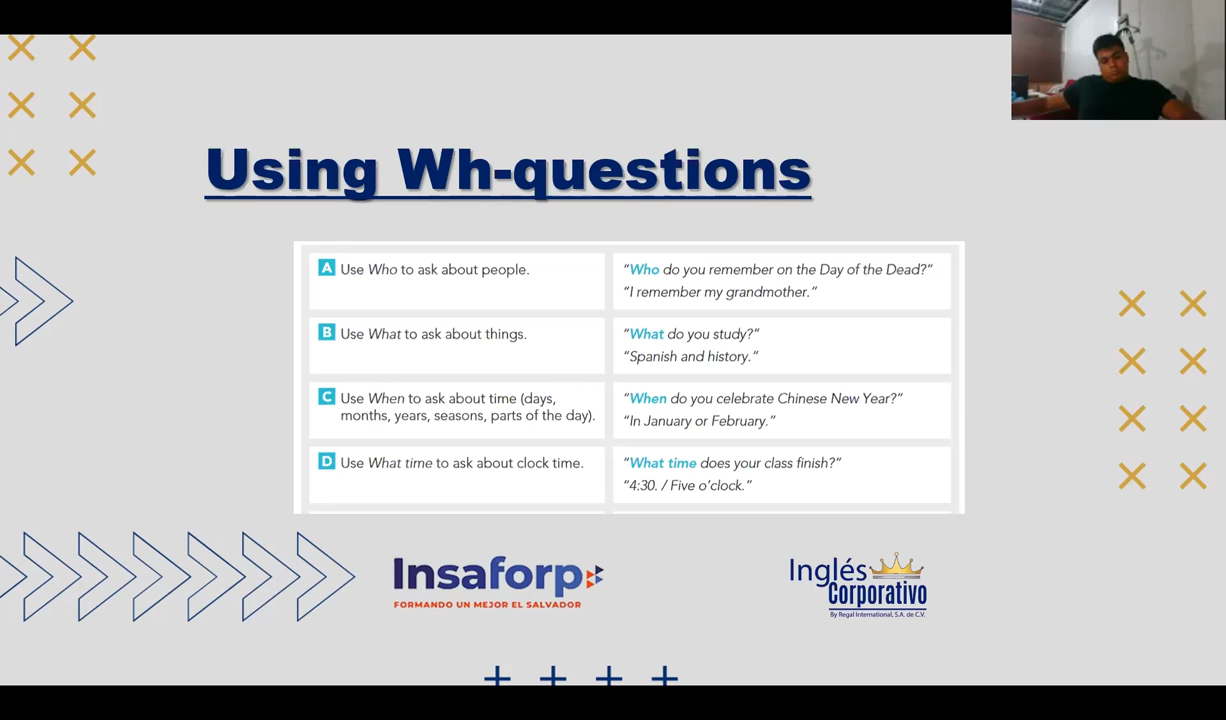 Using Wh-questions
A Use Who to ask about people.
“Who do you remember on the Day of the Dead?”
“I remember my grandmother.”
B Use What to ask about things.
“What do you study?”
“Spanish and history.”
C Use When to ask about time (days,
months, years, seasons, parts of the day).
“When do you celebrate Chinese New Year?”
“In January or February.”
D Use What time to ask about clock time.
“What time does your class finish?”
“4:30. / Five o’clock.”
Insaforp
FORMANDO UN MEJOR EL SALVADOR
Inglés
Corporativo
By Regal International, S.A. de C.V.